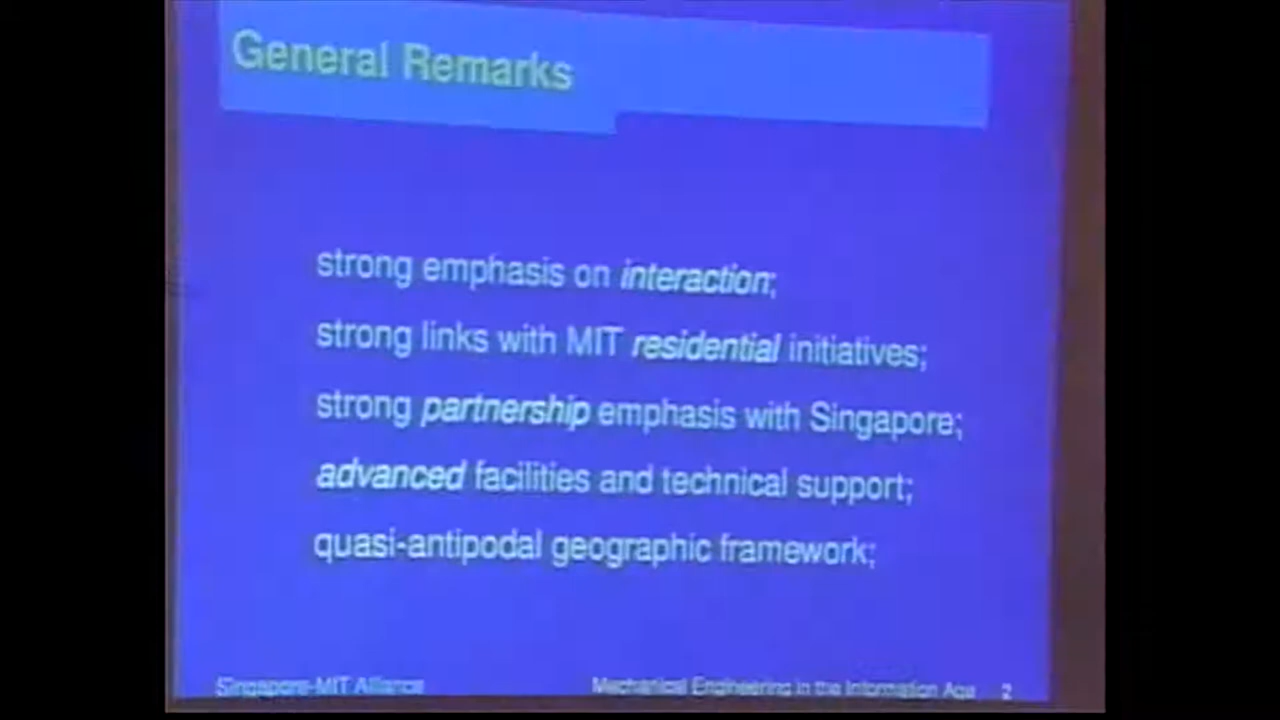 General Remarks
strong emphasis on interaction;
strong links with MIT residential initiatives;
strong partnership emphasis with Singapore;
advanced facilities and technical support;
quasi-antipodal geographic framework;
Singapore-MIT Alliance
Mechanical Engineering in the Information Age 2